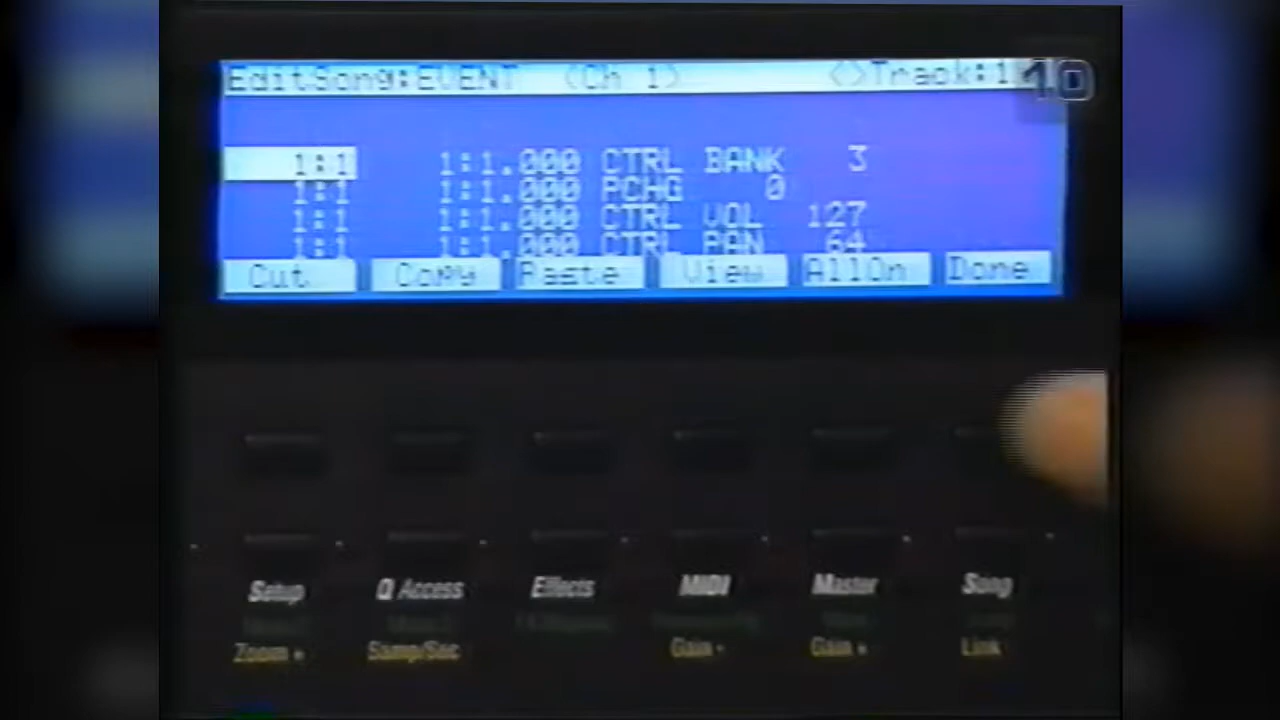 EditSong:EVENT (Ch 1) <>Track:1
10
1:1 1:1.000 CTRL BANK 3
1:1 1:1.000 PCHG 0
1:1 1:1.000 CTRL VOL 127
1:1 1:1.000 CTRL PAN 64
Cut Copy Paste View AllOn Done
Setup Q Access Effects MIDI Master Song
Zoom+ Samp/Sec Gain- Gain+ Link